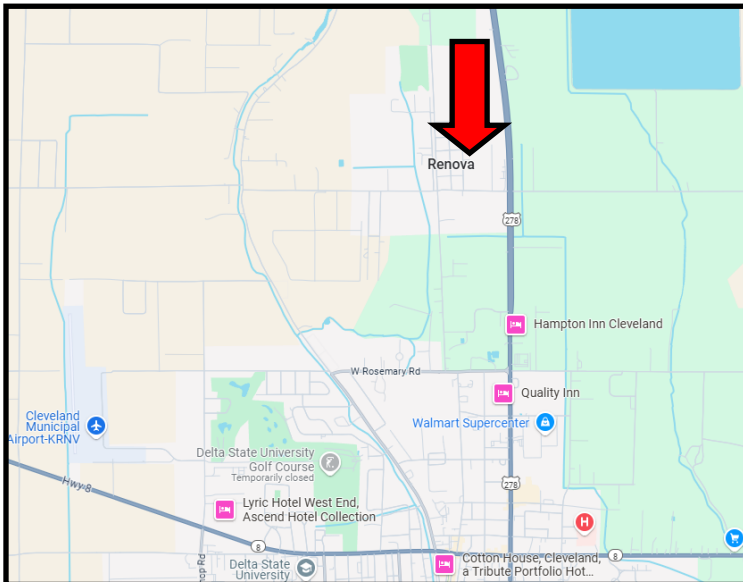 Renova
278
Hampton Inn Cleveland
W Rosemary Rd
Quality Inn
Cleveland
Municipal
Airport-KRNV
Walmart Supercenter
Delta State University
Golf Course
Temporarily closed
278
Hwy 8
Lyric Hotel West End,
Ascend Hotel Collection
H
8
8
Delta State
University
Cotton House, Cleveland,
a Tribute Portfolio Hot...